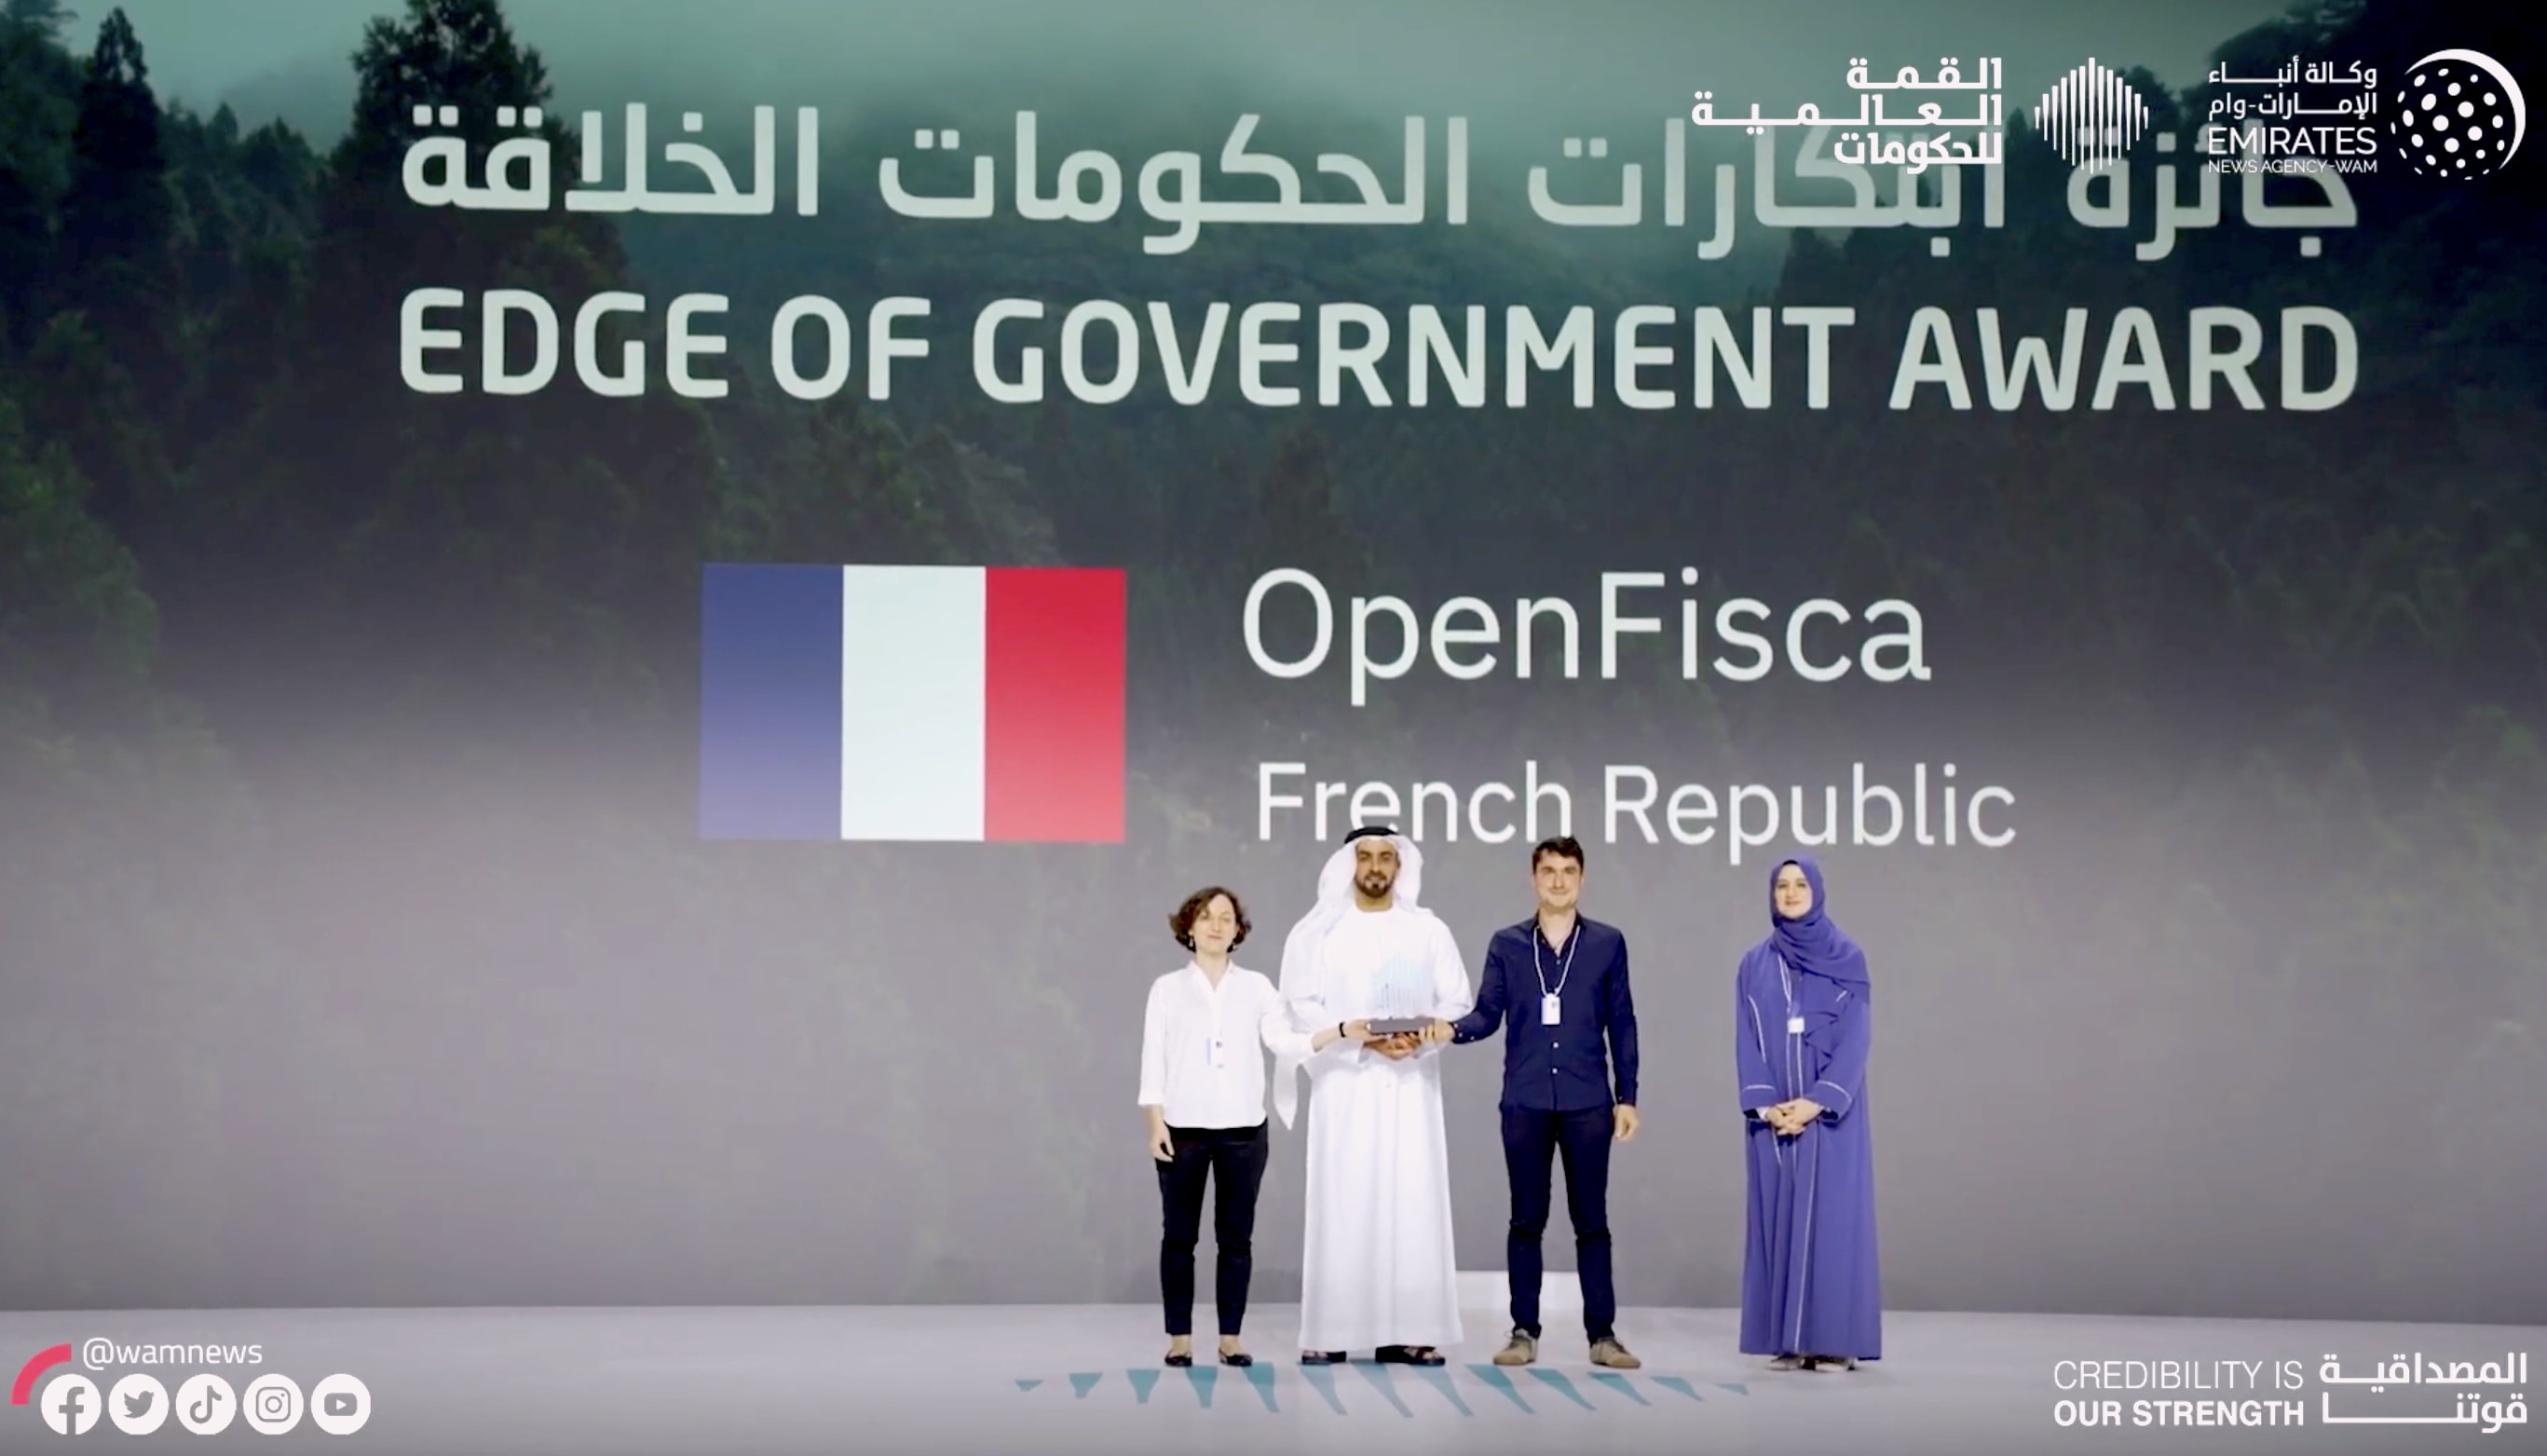 القمة
العالمية
للحكومات
وكالة أنباء
الإمارات-وام
EMIRATES
NEWS AGENCY-WAM
جائزة ابتكارات الحكومات الخلاقة
EDGE OF GOVERNMENT AWARD
OpenFisca
French Republic
@wamnews
CREDIBILITY IS
OUR STRENGTH
المصداقية
قوتنا